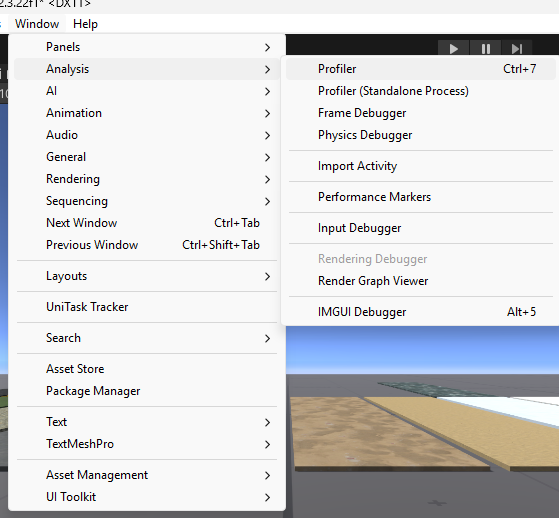 2.3.22f1* <DX11>
Window Help
Panels
Analysis
AI
Animation
Audio
General
Rendering
Sequencing
Next Window Ctrl+Tab
Previous Window Ctrl+Shift+Tab
Layouts
UniTask Tracker
Search
Asset Store
Package Manager
Text
TextMeshPro
Asset Management
UI Toolkit
Profiler Ctrl+7
Profiler (Standalone Process)
Frame Debugger
Physics Debugger
Import Activity
Performance Markers
Input Debugger
Rendering Debugger
Render Graph Viewer
IMGUI Debugger Alt+5